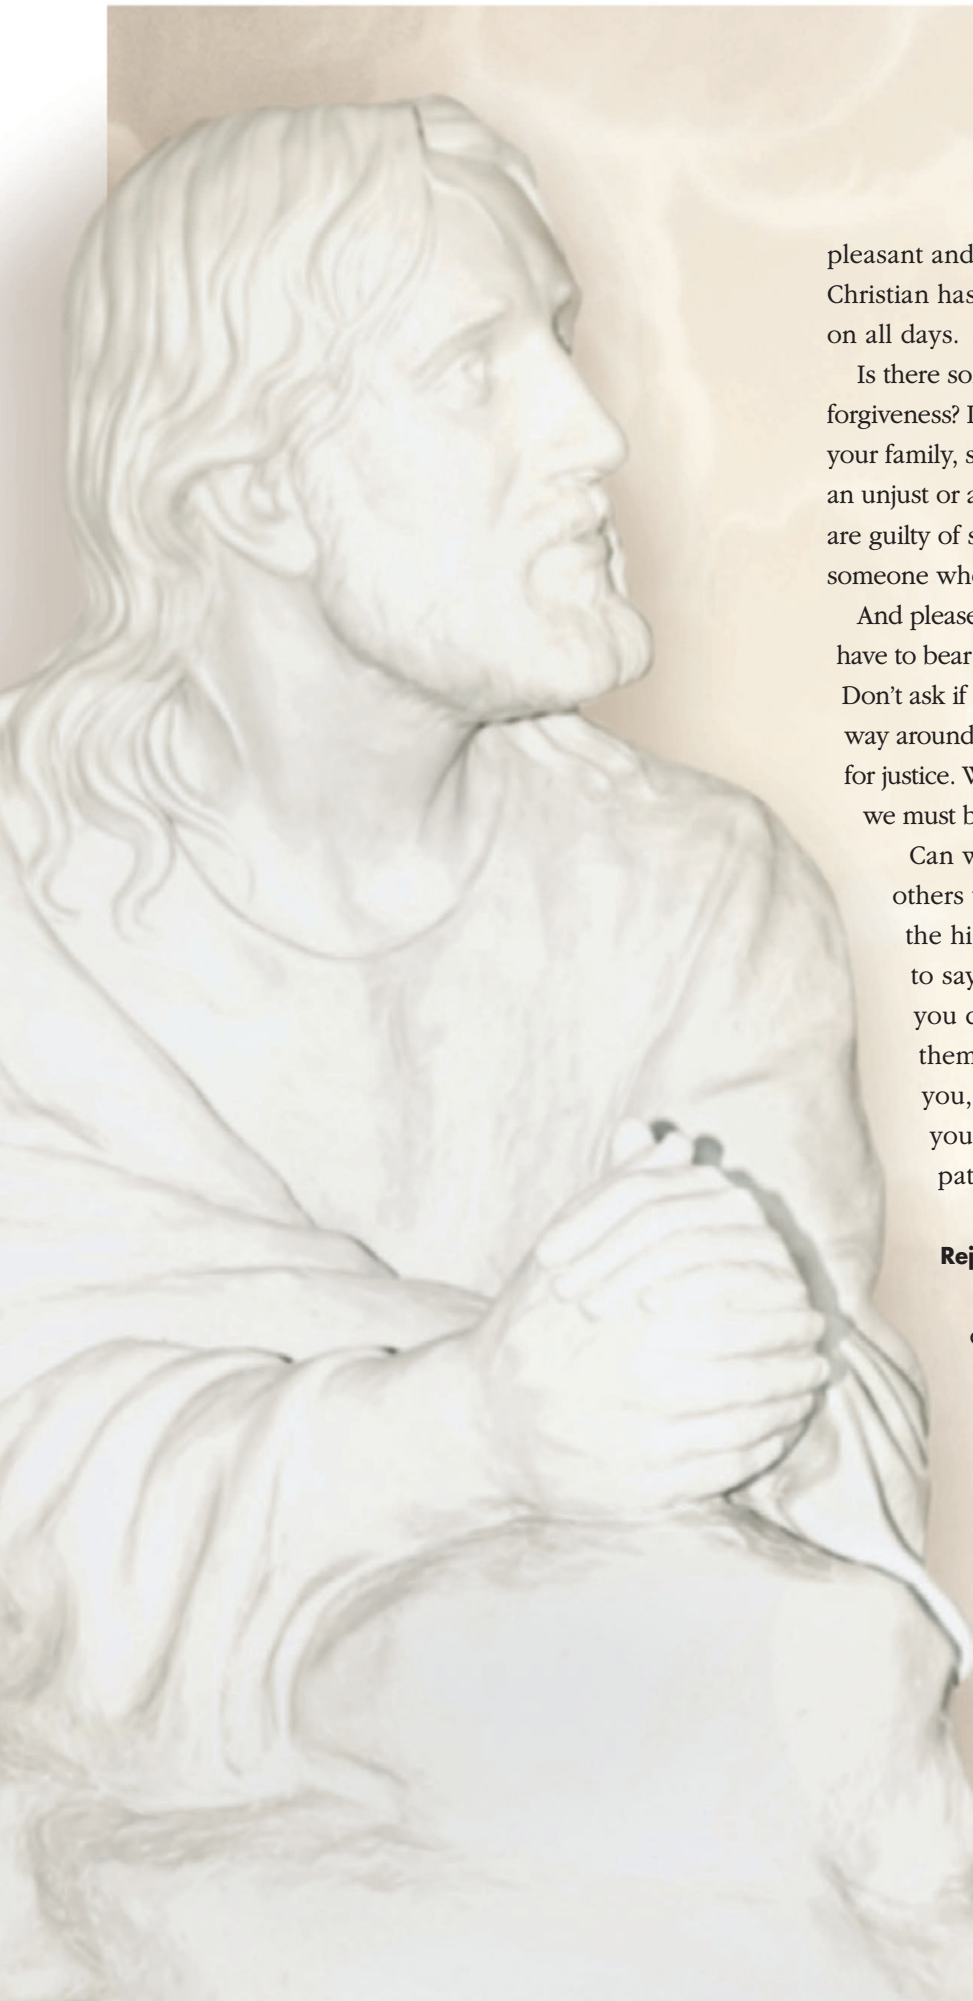 pleasant and
Christian has
on all days.
Is there so
forgiveness?
your family, s
an unjust or a
are guilty of s
someone who
And please
have to bear
Don't ask if
way around
for justice. W
we must b
Can w
others
the hi
to say
you c
them
you,
you
pat
Rej